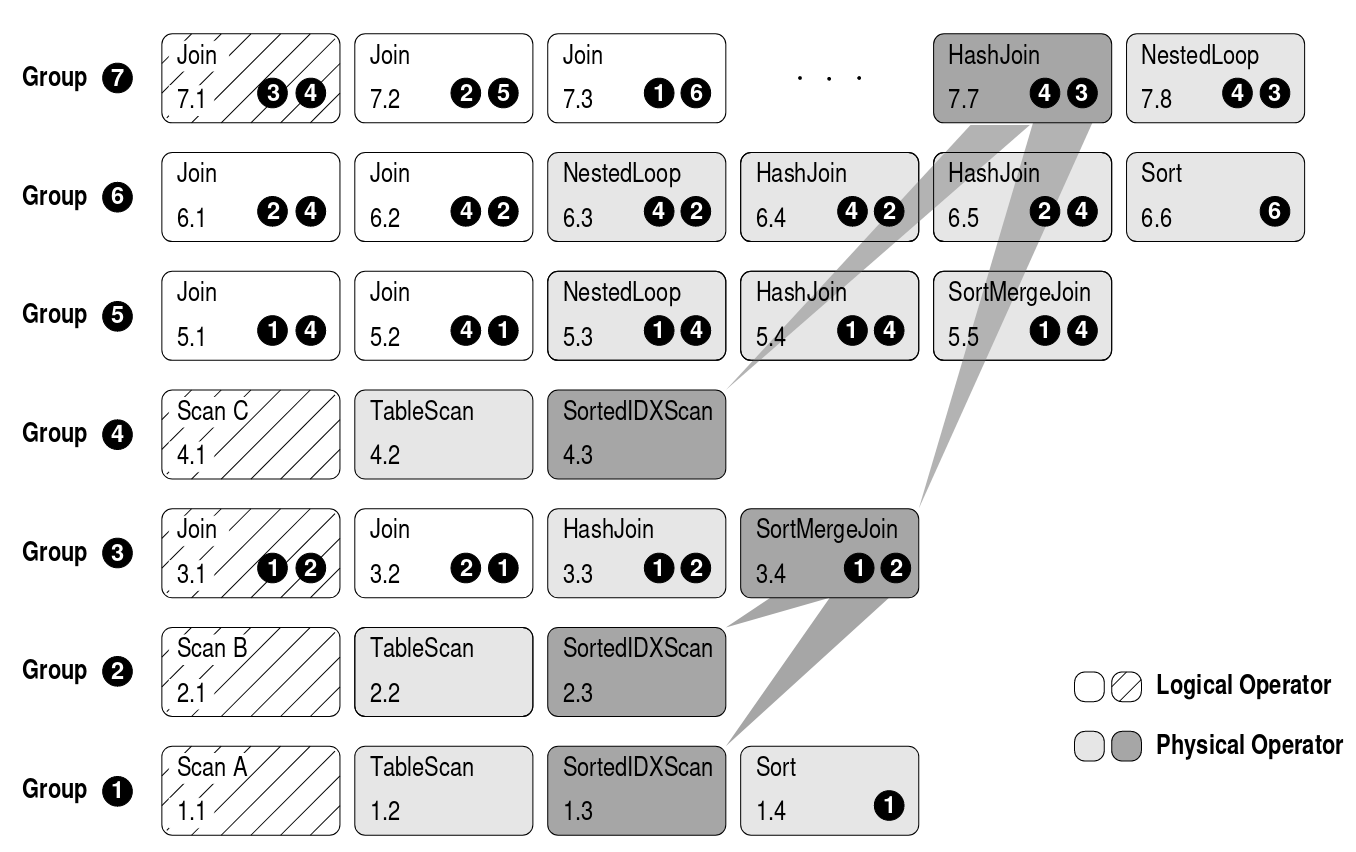 Group 7
Join
7.1 3 4
Join
7.2 2 5
Join
7.3 1 6
. . .
HashJoin
7.7 4 3
NestedLoop
7.8 4 3
Group 6
Join
6.1 2 4
Join
6.2 4 2
NestedLoop
6.3 4 2
HashJoin
6.4 4 2
HashJoin
6.5 2 4
Sort
6.6 6
Group 5
Join
5.1 1 4
Join
5.2 4 1
NestedLoop
5.3 1 4
HashJoin
5.4 1 4
SortMergeJoin
5.5 1 4
Group 4
Scan C
4.1
TableScan
4.2
SortedIDXScan
4.3
Group 3
Join
3.1 1 2
Join
3.2 2 1
HashJoin
3.3 1 2
SortMergeJoin
3.4 1 2
Group 2
Scan B
2.1
TableScan
2.2
SortedIDXScan
2.3
Group 1
Scan A
1.1
TableScan
1.2
SortedIDXScan
1.3
Sort
1.4 1
Logical Operator
Physical Operator